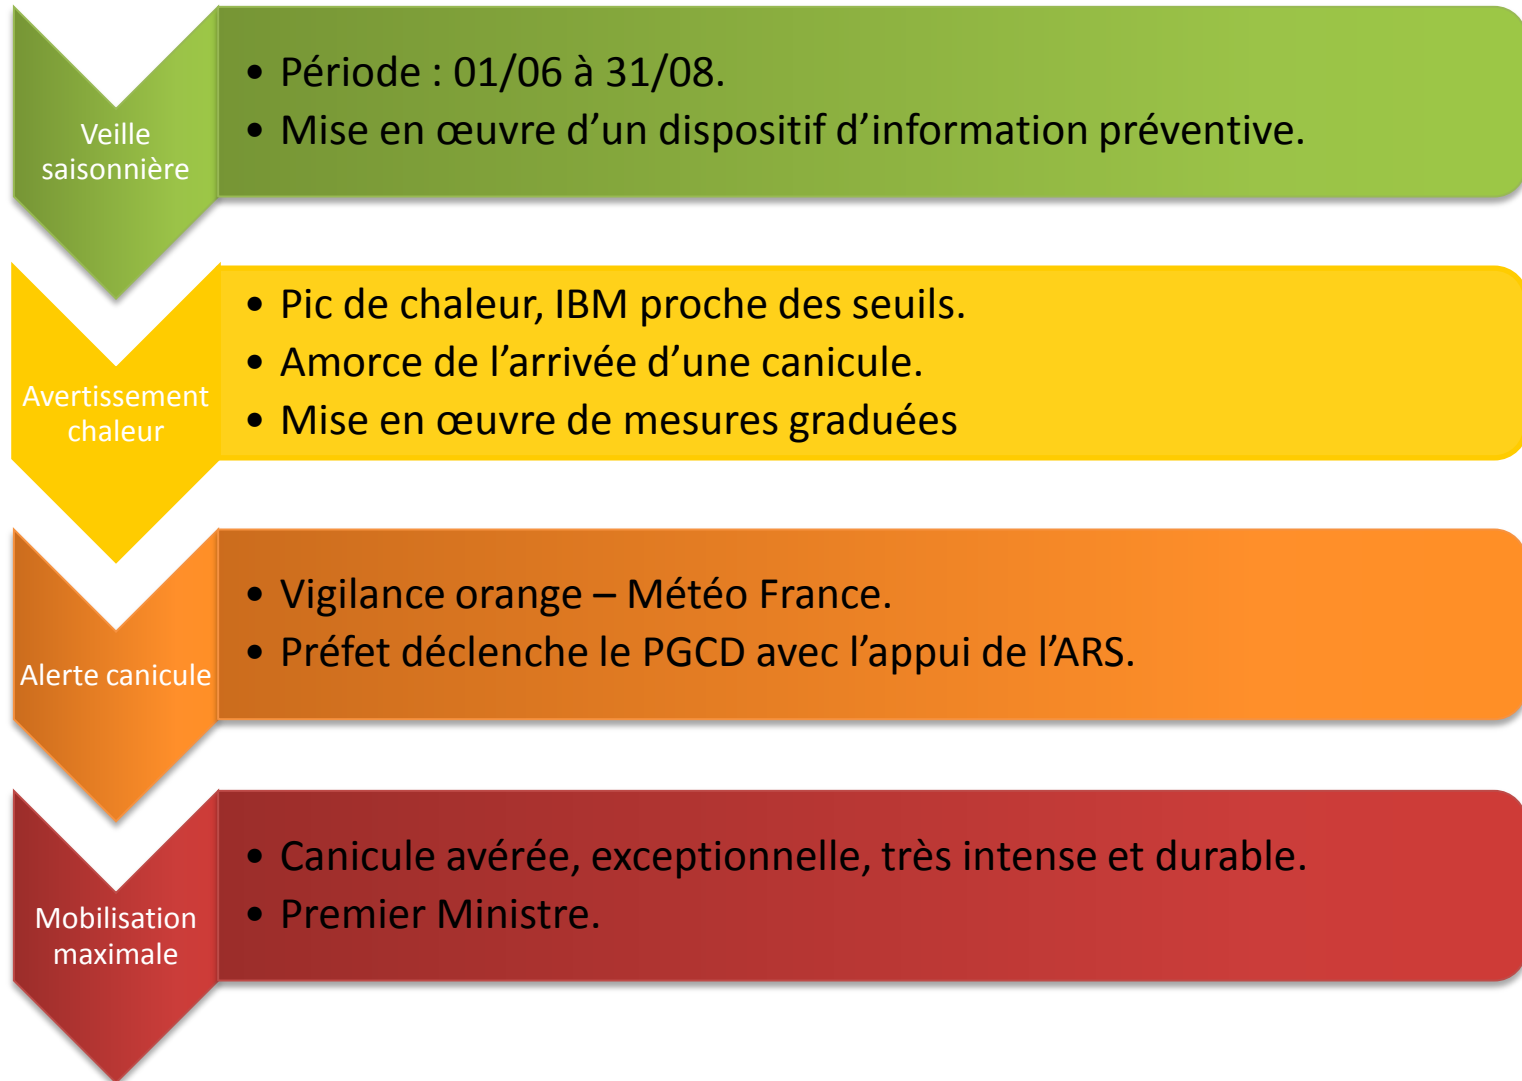 Veille
saisonnière
• Période : 01/06 à 31/08.
• Mise en œuvre d’un dispositif d’information préventive.
Avertissement
chaleur
• Pic de chaleur, IBM proche des seuils.
• Amorce de l’arrivée d’une canicule.
• Mise en œuvre de mesures graduées
Alerte canicule
• Vigilance orange – Météo France.
• Préfet déclenche le PGCD avec l’appui de l’ARS.
Mobilisation
maximale
• Canicule avérée, exceptionnelle, très intense et durable.
• Premier Ministre.